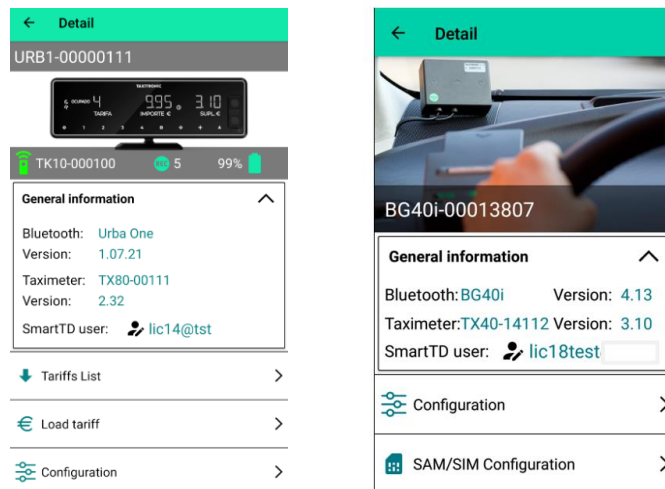 Detail
URB1-00000111
TAXITRONIC
OCUPADO 4 9.95 3.10
TARIFA IMPORTE € SUPL. €
TK10-000100 5 99%
General information
Bluetooth: Urba One
Version: 1.07.21
Taximeter: TX80-00111
Version: 2.32
SmartTD user: lic14@tst
Tariffs List
€ Load tariff
Configuration
Detail
BG40i-00013807
General information
Bluetooth: BG40i Version: 4.13
Taximeter: TX40-14112 Version: 3.10
SmartTD user: lic18test
Configuration
SAM/SIM Configuration